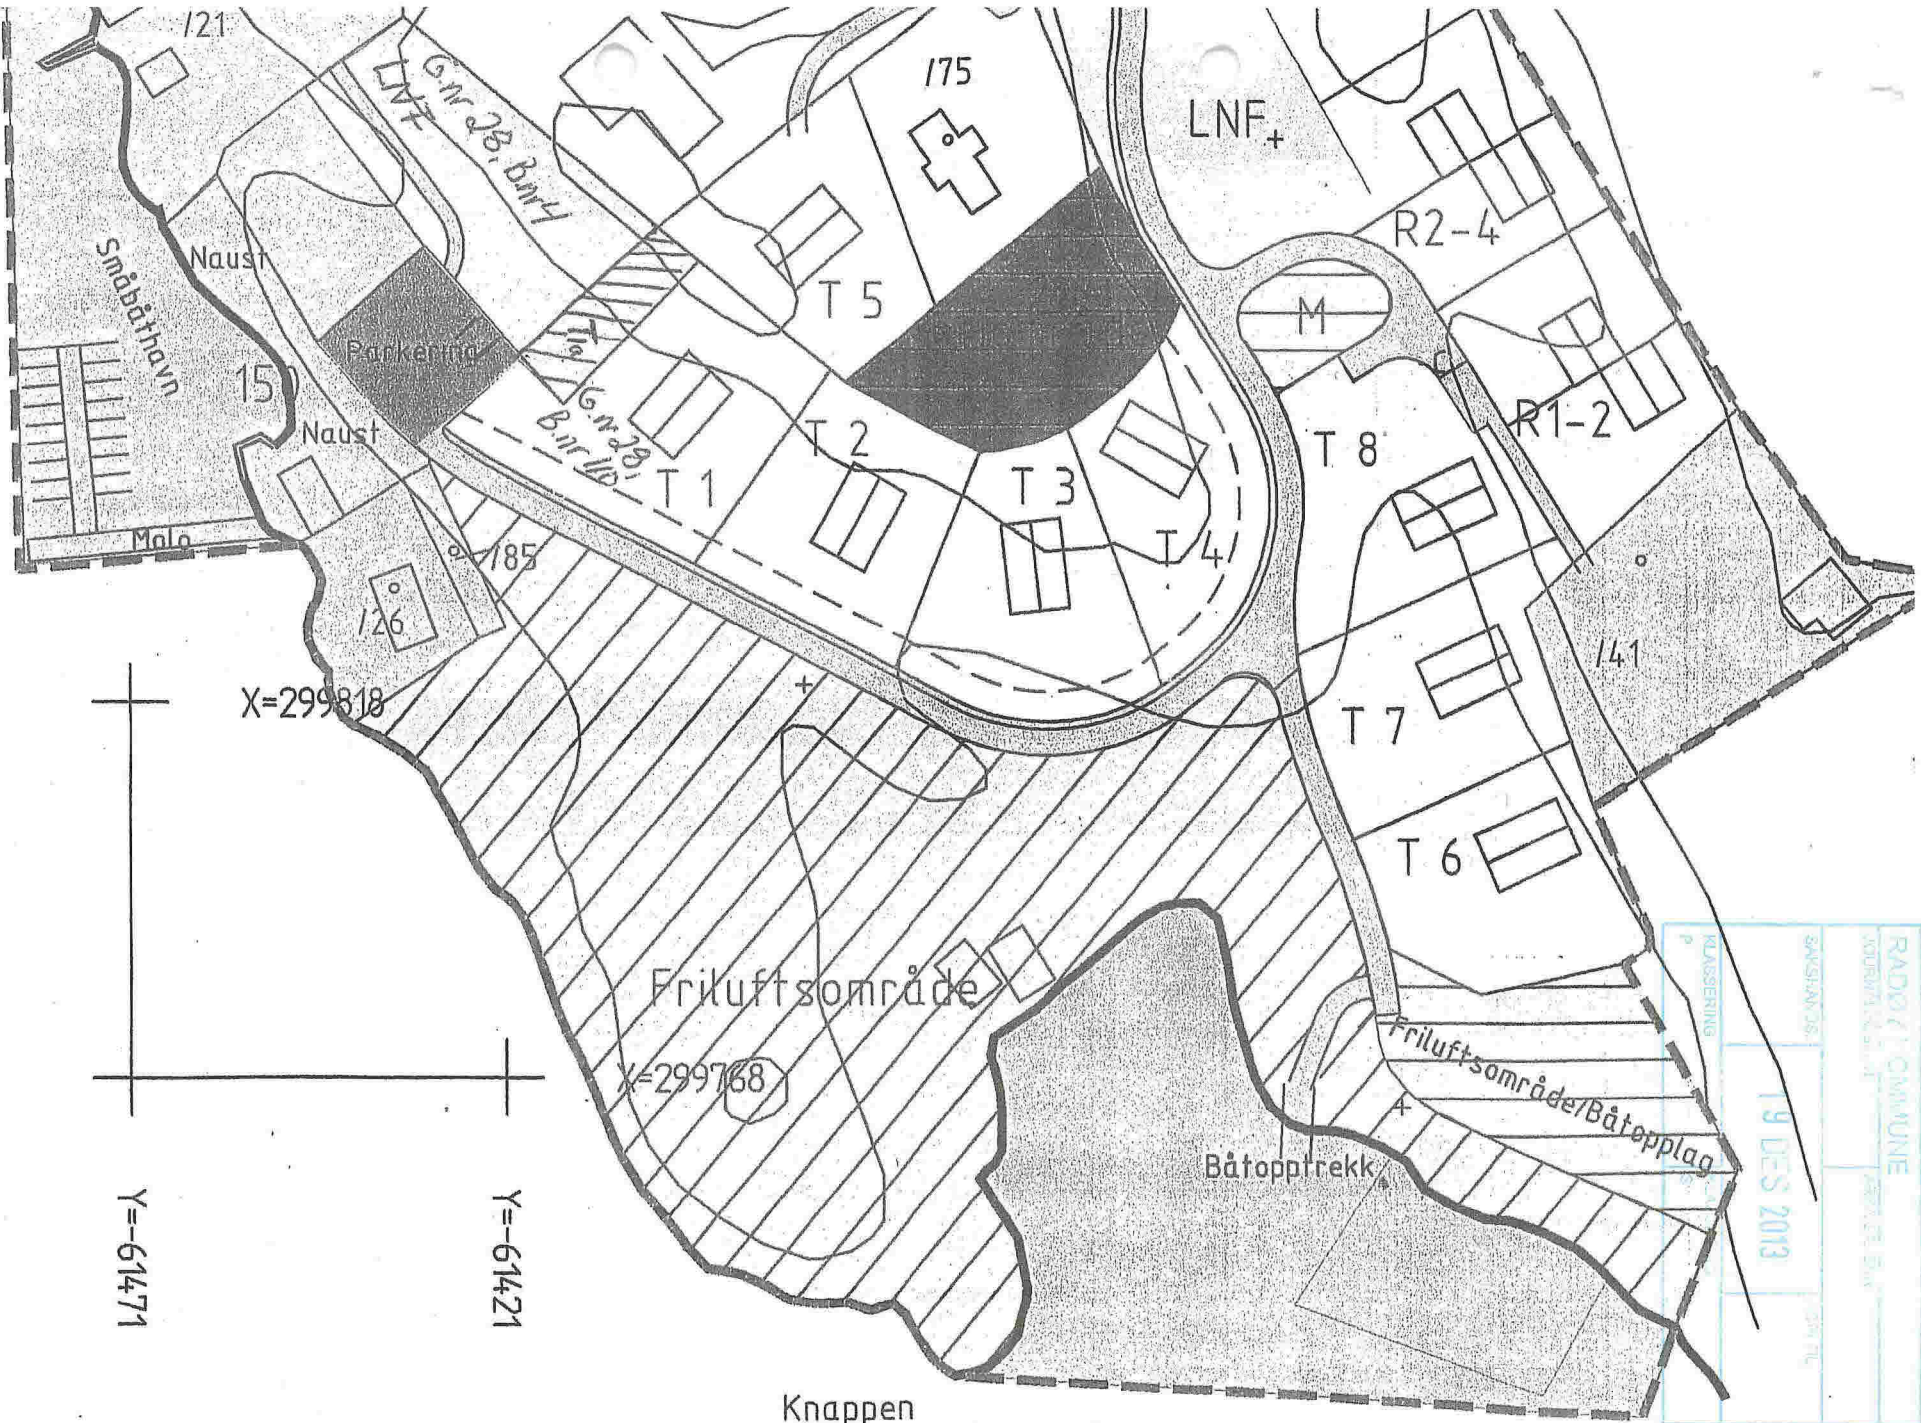 /21
G.nr 28, B.nr 4
LNF
/75
LNF
R2-4
Naust
Småbåthavn
T 5
M
Parkering
T1a
150
Naust
G.nr 28,
B.nr 110
T 1
T 2
T 3
T 4
T 8
R1-2
Molo
/85
/26
/41
X=299818
T 7
T 6
Friluftsområde
X=299768
Friluftsområde/Båtopplag
Båtopptrekk
Y=-61471
Y=-61421
Knappen
RADØY KOMMUNE
KLASSERING
P
19 DES 2013